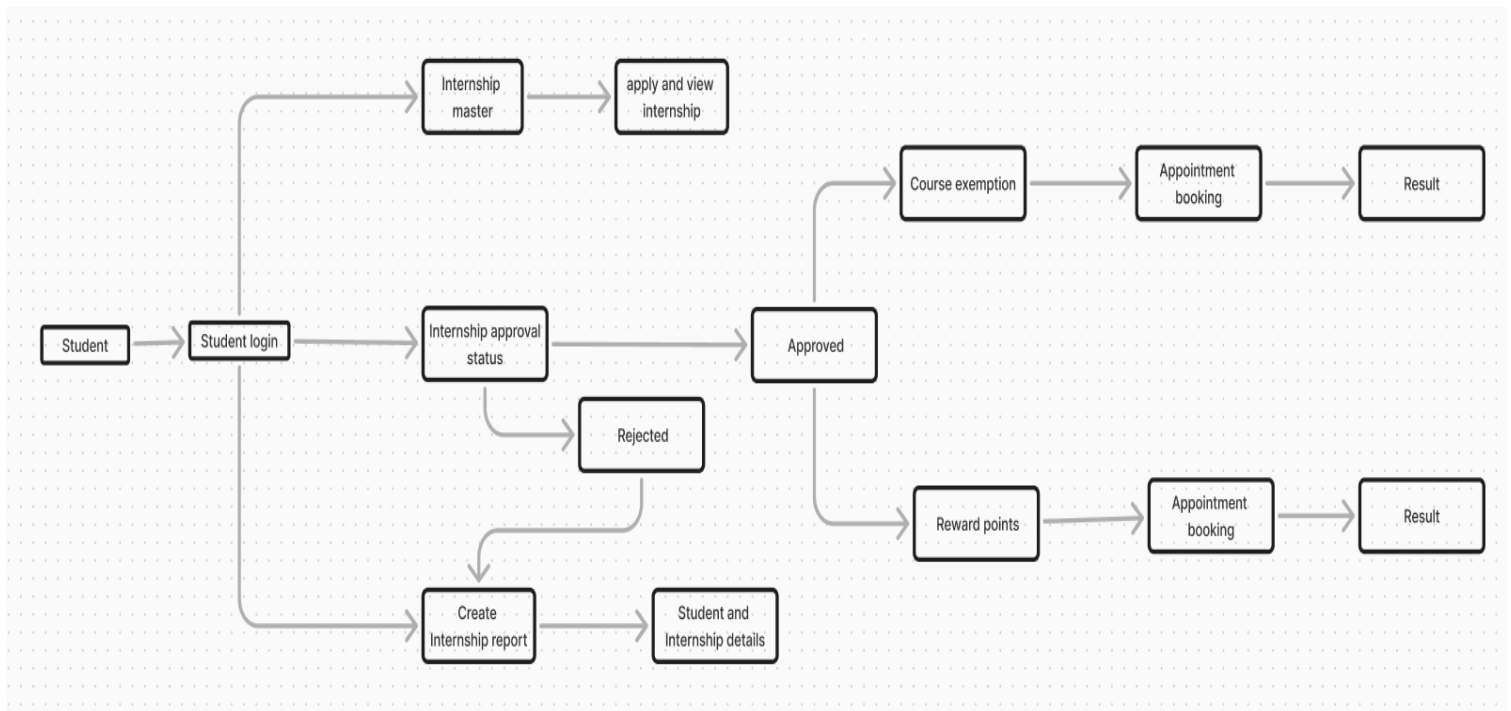 Internship
master
apply and view
internship
Course exemption
Appointment
booking
Result
Student
Student login
Internship approval
status
Approved
Rejected
Reward points
Appointment
booking
Result
Create
Internship report
Student and
Internship details